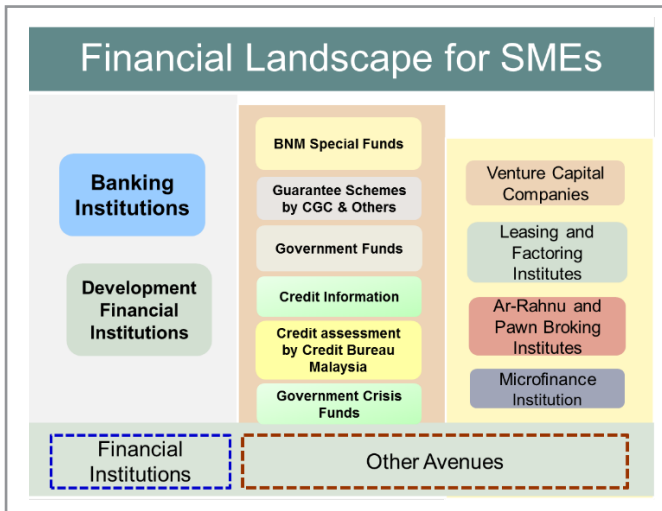 Financial Landscape for SMEs
Banking
Institutions
Development
Financial
Institutions
BNM Special Funds
Guarantee Schemes
by CGC & Others
Government Funds
Credit Information
Credit assessment
by Credit Bureau
Malaysia
Government Crisis
Funds
Venture Capital
Companies
Leasing and
Factoring
Institutes
Ar-Rahnu and
Pawn Broking
Institutes
Microfinance
Institution
Financial
Institutions
Other Avenues